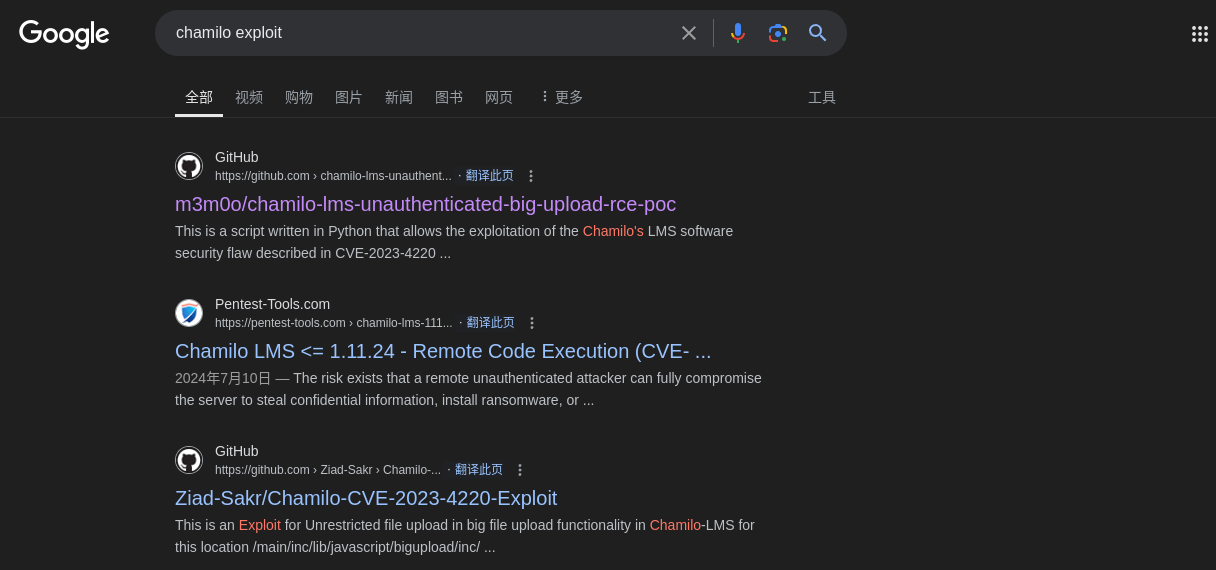 Google
chamilo exploit
全部 视频 购物 图片 新闻 图书 网页 更多 工具
GitHub
https://github.com › chamilo-lms-unauthent... · 翻译此页
m3m0o/chamilo-lms-unauthenticated-big-upload-rce-poc
This is a script written in Python that allows the exploitation of the Chamilo's LMS software
security flaw described in CVE-2023-4220 ...
Pentest-Tools.com
https://pentest-tools.com › chamilo-lms-111... · 翻译此页
Chamilo LMS <= 1.11.24 - Remote Code Execution (CVE- ...
2024年7月10日 — The risk exists that a remote unauthenticated attacker can fully compromise
the server to steal confidential information, install ransomware, or ...
GitHub
https://github.com › Ziad-Sakr › Chamilo-... · 翻译此页
Ziad-Sakr/Chamilo-CVE-2023-4220-Exploit
This is an Exploit for Unrestricted file upload in big file upload functionality in Chamilo-LMS for
this location /main/inc/lib/javascript/bigupload/inc/ ...